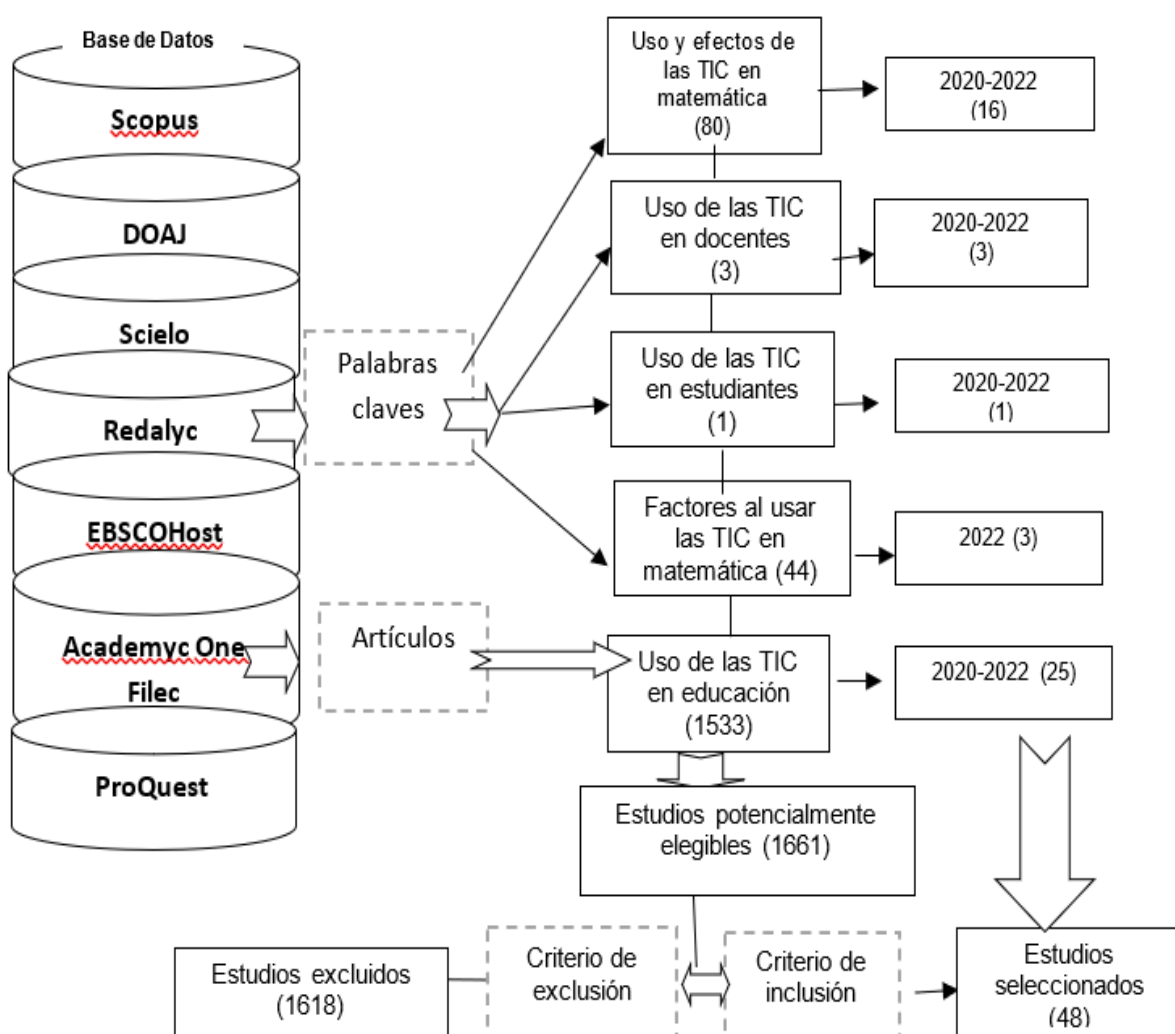 Base de Datos
Scopus
DOAJ
Scielo
Redalyc
EBSCOHost
Academyc One
Filec
ProQuest
Palabras
claves
Artículos
Uso y efectos de
las TIC en
matemática
(80)
2020-2022
(16)
Uso de las TIC
en docentes
(3)
2020-2022
(3)
Uso de las TIC
en estudiantes
(1)
2020-2022
(1)
Factores al usar
las TIC en
matemática (44)
2022 (3)
Uso de las TIC
en educación
(1533)
2020-2022 (25)
Estudios potencialmente
elegibles (1661)
Estudios excluidos
(1618)
Criterio de
exclusión
Criterio de
inclusión
Estudios
seleccionados
(48)